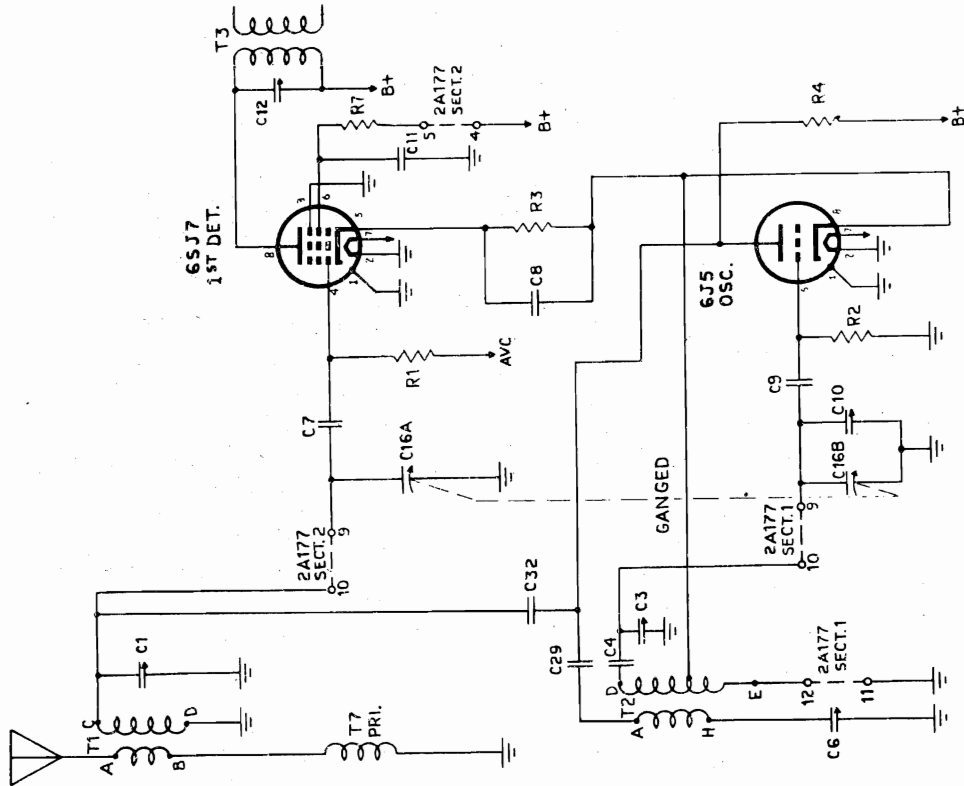 T3
C12
B+
6SJ7
1ST DET.
8
3
6
R7
5
2A177
SECT.2
4
B+
C11
4
1
2
7
5
R3
C8
R4
B+
6J5
OSC.
5
1
2
7
8
R1
AVC
C7
C16A
9
2A177
SECT.2
10
C32
C29
GANGED
C9
R2
C10
C16B
9
2A177
SECT.1
10
C1
C
T1
D
A
B
T7
PRI.
C4
C3
D
T2
A
H
E
12
2A177
SECT.1
11
C6